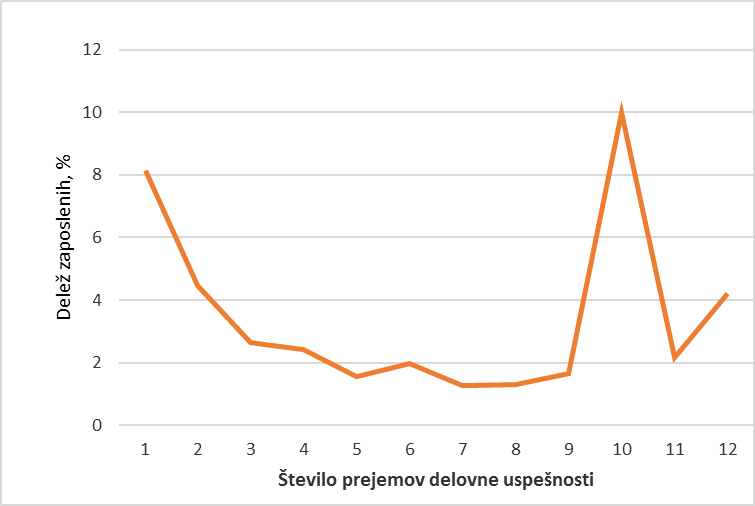 12
10
8
6
4
2
0
Delež zaposlenih, %
1 2 3 4 5 6 7 8 9 10 11 12
Število prejemov delovne uspešnosti